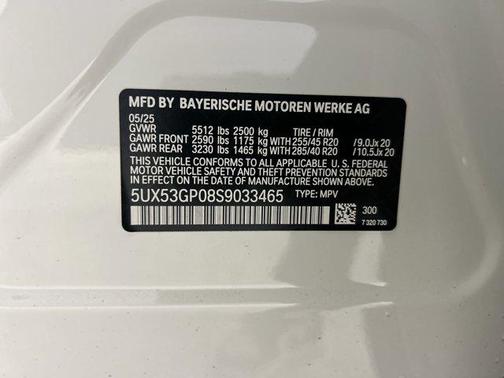 MFD BY BAYERISCHE MOTOREN WERKE AG
05/25
GVWR 5512 lbs 2500 kg TIRE / RIM
GAWR FRONT 2590 lbs 1175 kg WITH 255/45 R20 /9.0Jx 20
GAWR REAR 3230 lbs 1465 kg WITH 285/40 R20 /10.5Jx 20
THIS VEHICLE CONFORMS TO ALL APPLICABLE U. S. FEDERAL
MOTOR VEHICLE SAFETY STANDARDS IN EFFECT ON THE DATE OF
MANUFACTURE SHOWN ABOVE.
5UX53GP08S9033465 TYPE: MPV
300
7 320 730